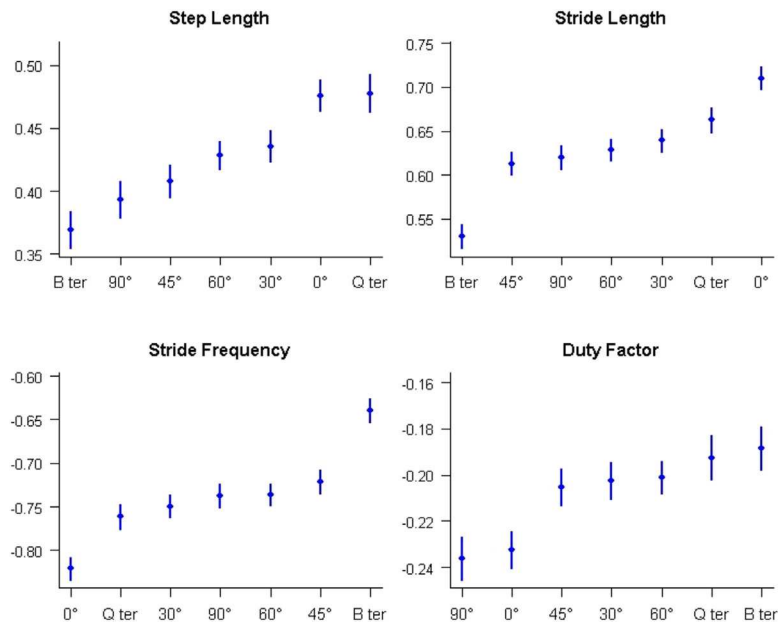 Step Length
0.50
0.45
0.40
0.35
B ter 90° 45° 60° 30° 0° Q ter
Stride Length
0.75
0.70
0.65
0.60
0.55
B ter 45° 90° 60° 30° Q ter 0°
Stride Frequency
-0.60
-0.65
-0.70
-0.75
-0.80
0° Q ter 30° 90° 60° 45° B ter
Duty Factor
-0.16
-0.18
-0.20
-0.22
-0.24
90° 0° 45° 30° 60° Q ter B ter